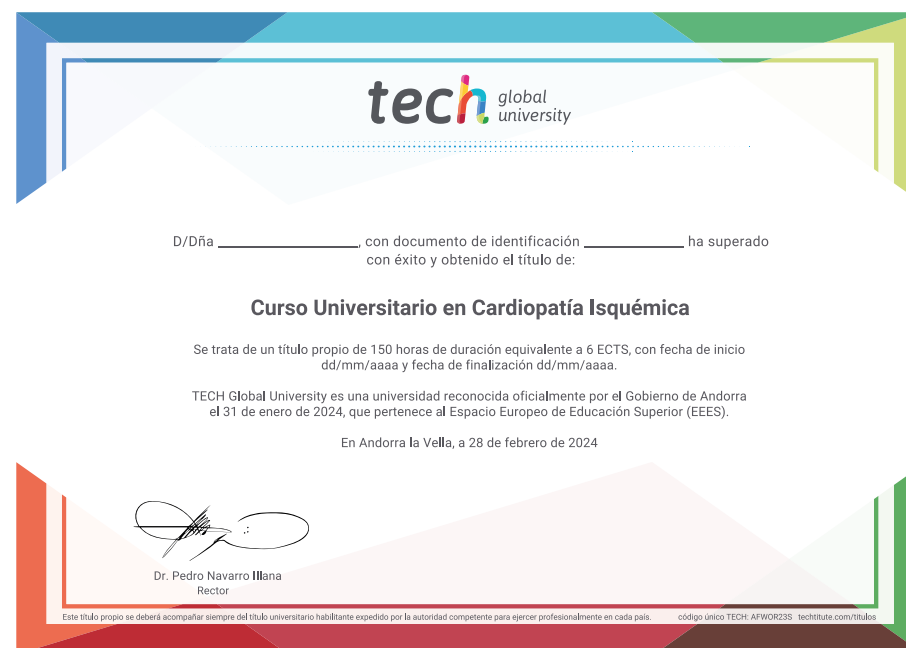 tech global university
D/Dña ______________, con documento de identificación __________ ha superado
con éxito y obtenido el título de:
Curso Universitario en Cardiopatía Isquémica
Se trata de un título propio de 150 horas de duración equivalente a 6 ECTS, con fecha de inicio
dd/mm/aaaa y fecha de finalización dd/mm/aaaa.
TECH Global University es una universidad reconocida oficialmente por el Gobierno de Andorra
el 31 de enero de 2024, que pertenece al Espacio Europeo de Educación Superior (EEES).
En Andorra la Vella, a 28 de febrero de 2024
Dr. Pedro Navarro Illana
Rector
Este título propio se deberá acompañar siempre del título universitario habilitante expedido por la autoridad competente para ejercer profesionalmente en cada país. código único TECH: AFWOR23S techtitute.com/titulos